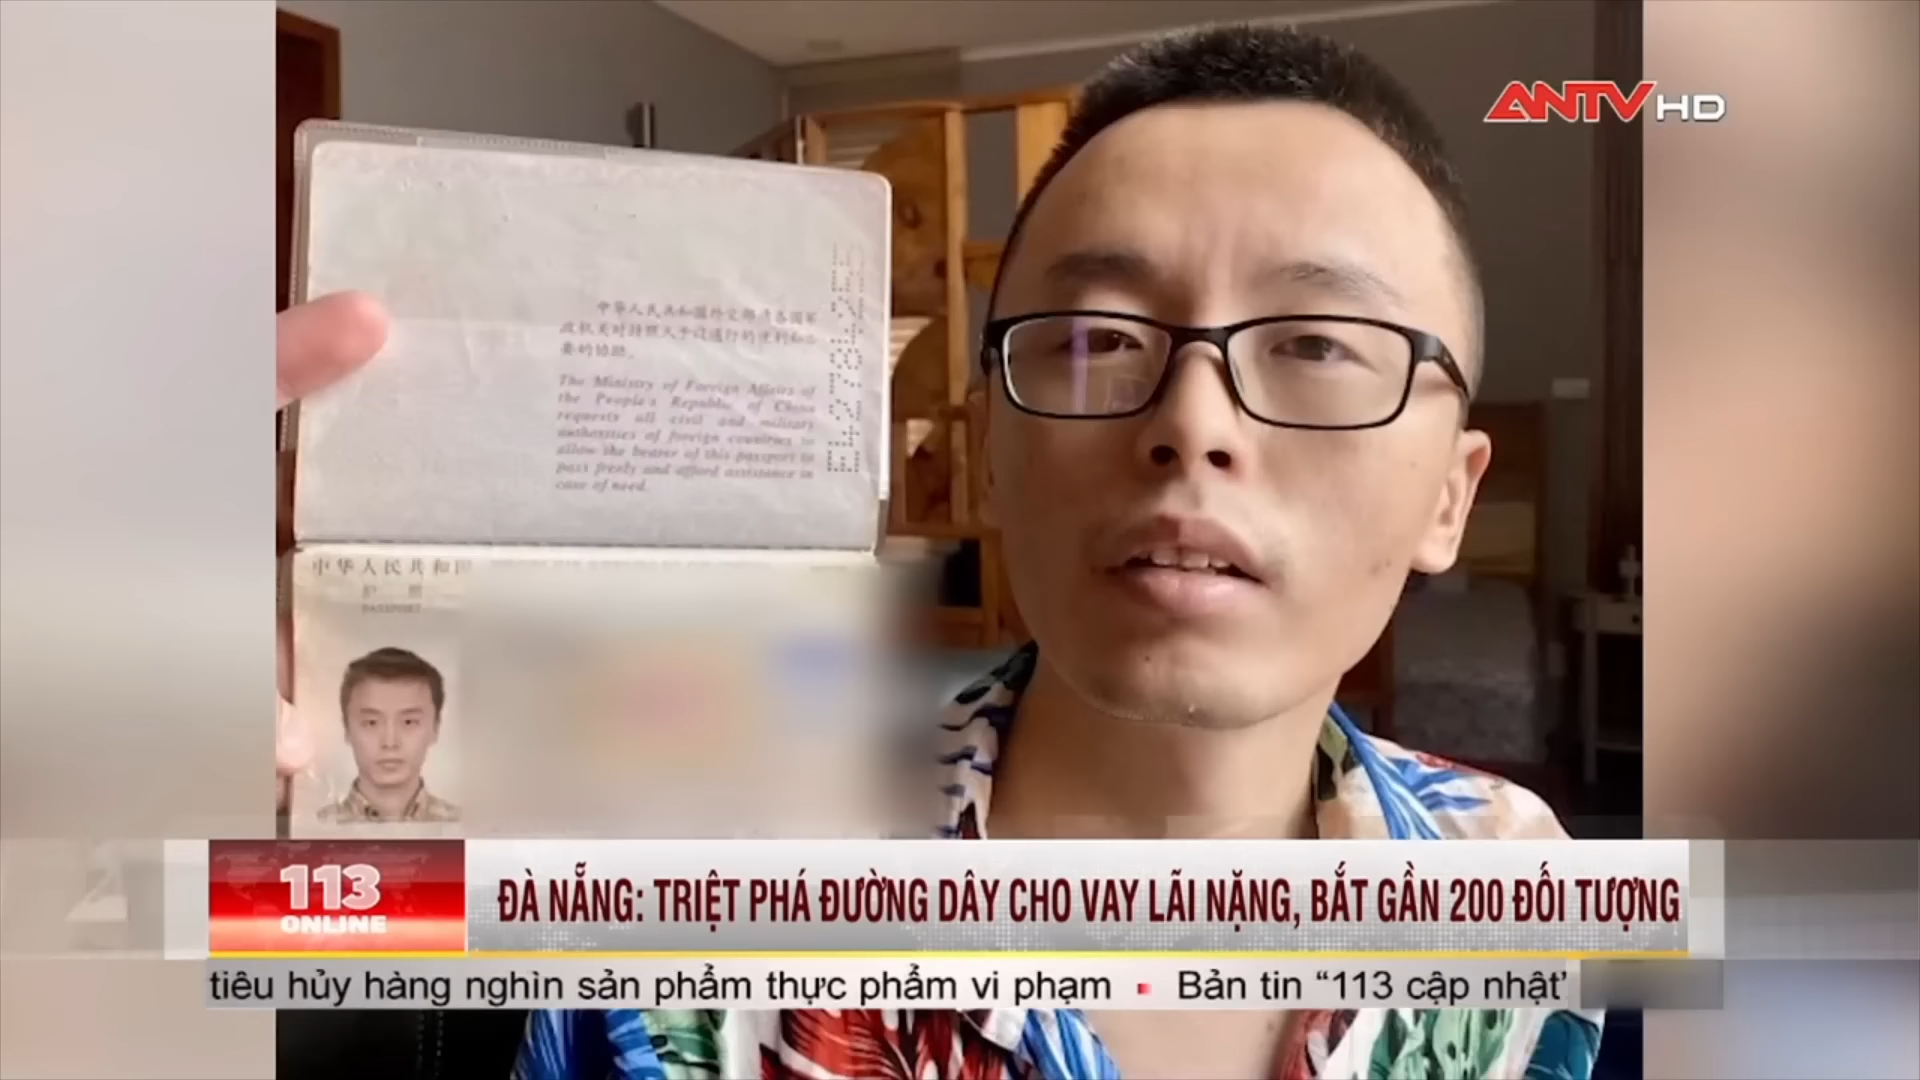 ANTV HD
中华人民共和国外交部请各国军
政机关对持照人予以通行的便利和必
要的协助。
The Ministry of Foreign Affairs of
the People's Republic of China
requests all civil and military
authorities of foreign countries to
allow the bearer of this passport to
pass freely and afford assistance in
case of need.
中华人民共和国
护 照
PASSPORT
113
ONLINE
ĐÀ NẴNG: TRIỆT PHÁ ĐƯỜNG DÂY CHO VAY LÃI NẶNG, BẮT GẦN 200 ĐỐI TƯỢNG
tiêu hủy hàng nghìn sản phẩm thực phẩm vi phạm ▪ Bản tin “113 cập nhật’